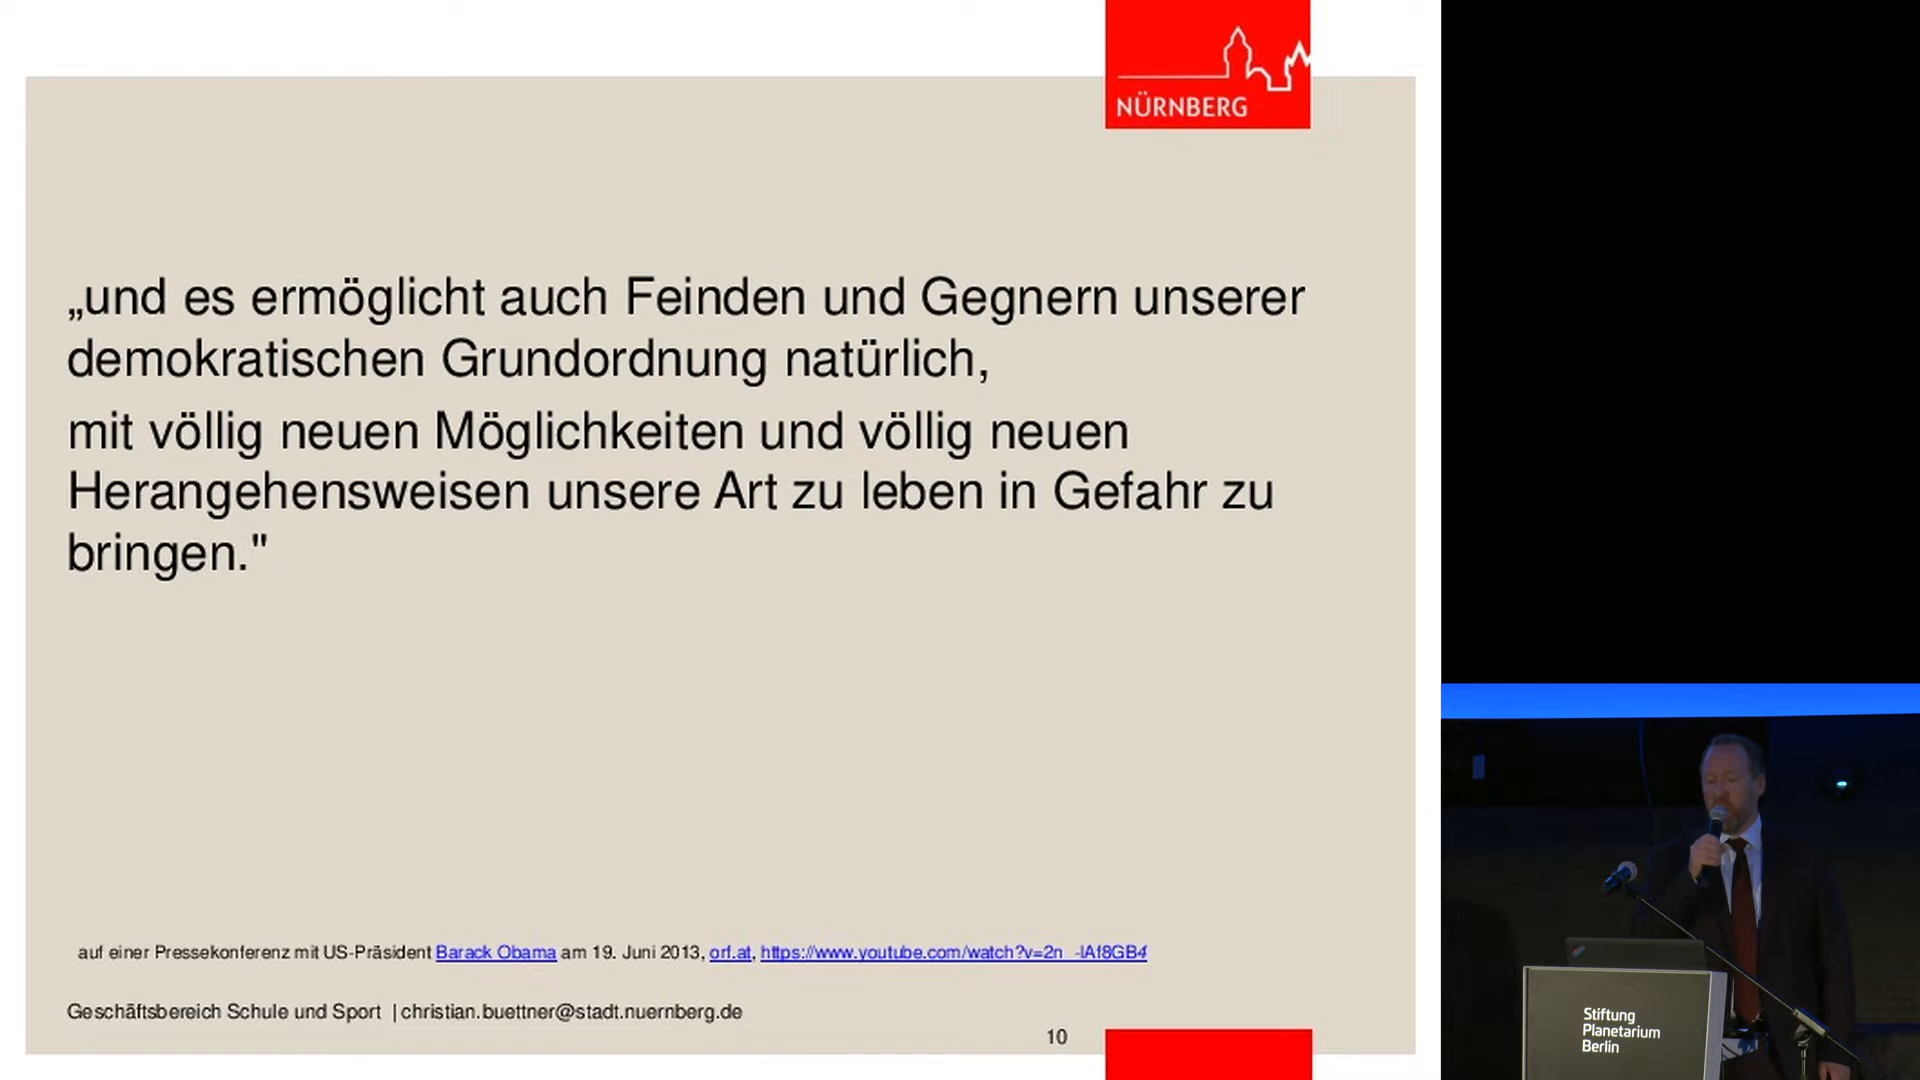 NÜRNBERG
„und es ermöglicht auch Feinden und Gegnern unserer
demokratischen Grundordnung natürlich,
mit völlig neuen Möglichkeiten und völlig neuen
Herangehensweisen unsere Art zu leben in Gefahr zu
bringen."
auf einer Pressekonferenz mit US-Präsident Barack Obama am 19. Juni 2013, orf.at, https://www.youtube.com/watch?v=2n_-lAf8GB4
Geschäftsbereich Schule und Sport | christian.buettner@stadt.nuernberg.de
10
Stiftung
Planetarium
Berlin